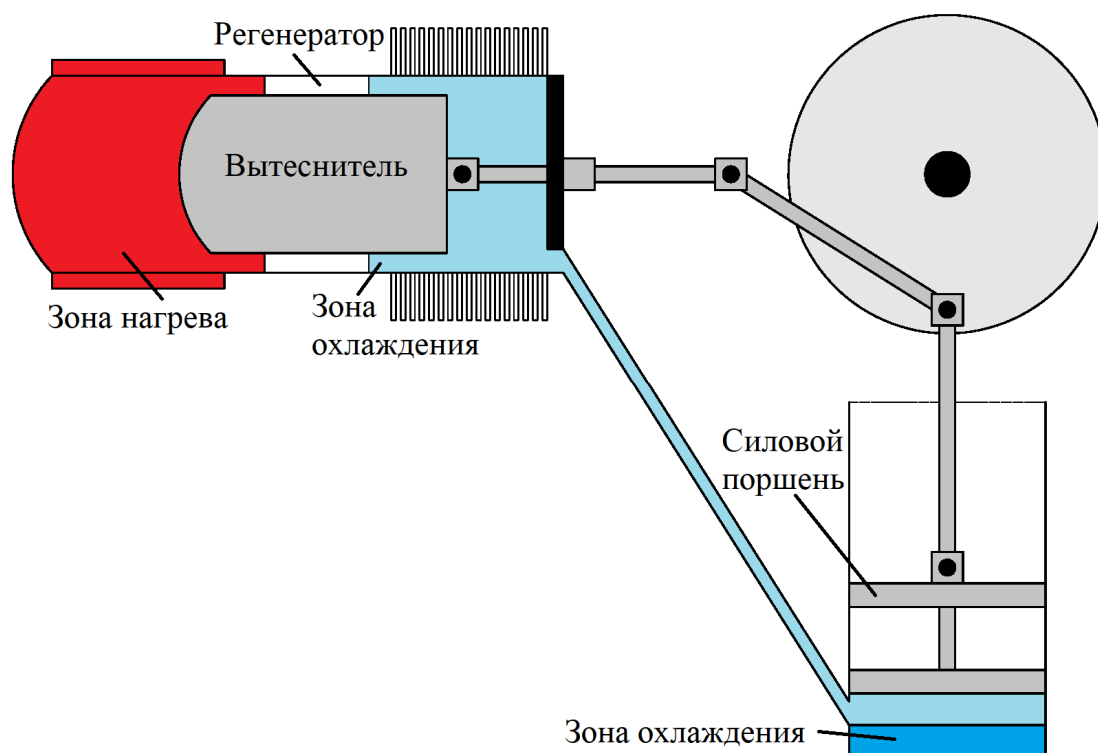 Регенератор
Вытеснитель
Зона нагрева
Зона
охлаждения
Силовой
поршень
Зона охлаждения